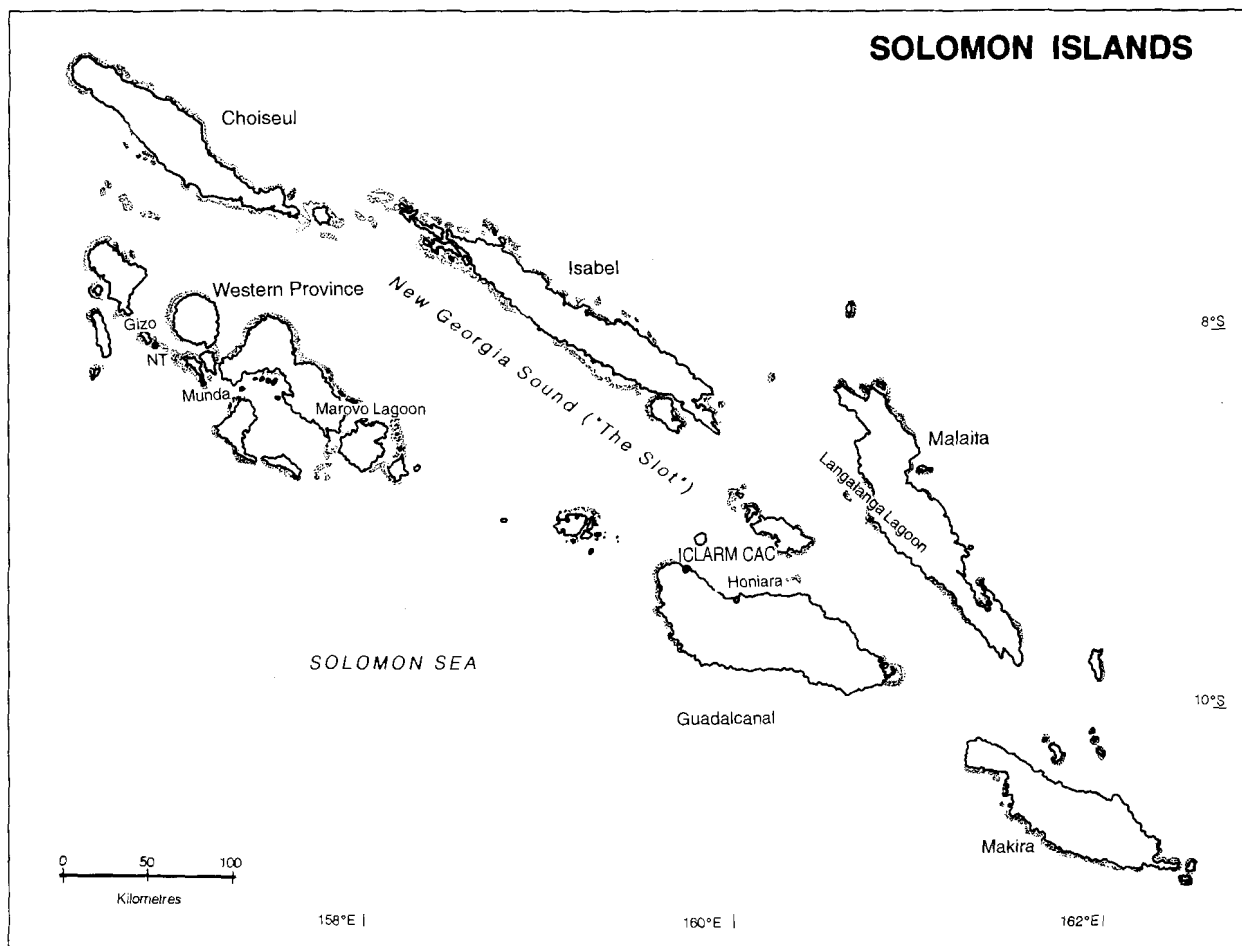 SOLOMON ISLANDS
Choiseul
Isabel
Western Province
New Georgia Sound ("The Slot")
8°S
Gizo
NT
Munda
Marovo Lagoon
Malaita
Langalanga Lagoon
ICLARM CAC
Honiara
SOLOMON SEA
10°S
Guadalcanal
Makira
0 50 100
Kilometres
158°E 160°E 162°E